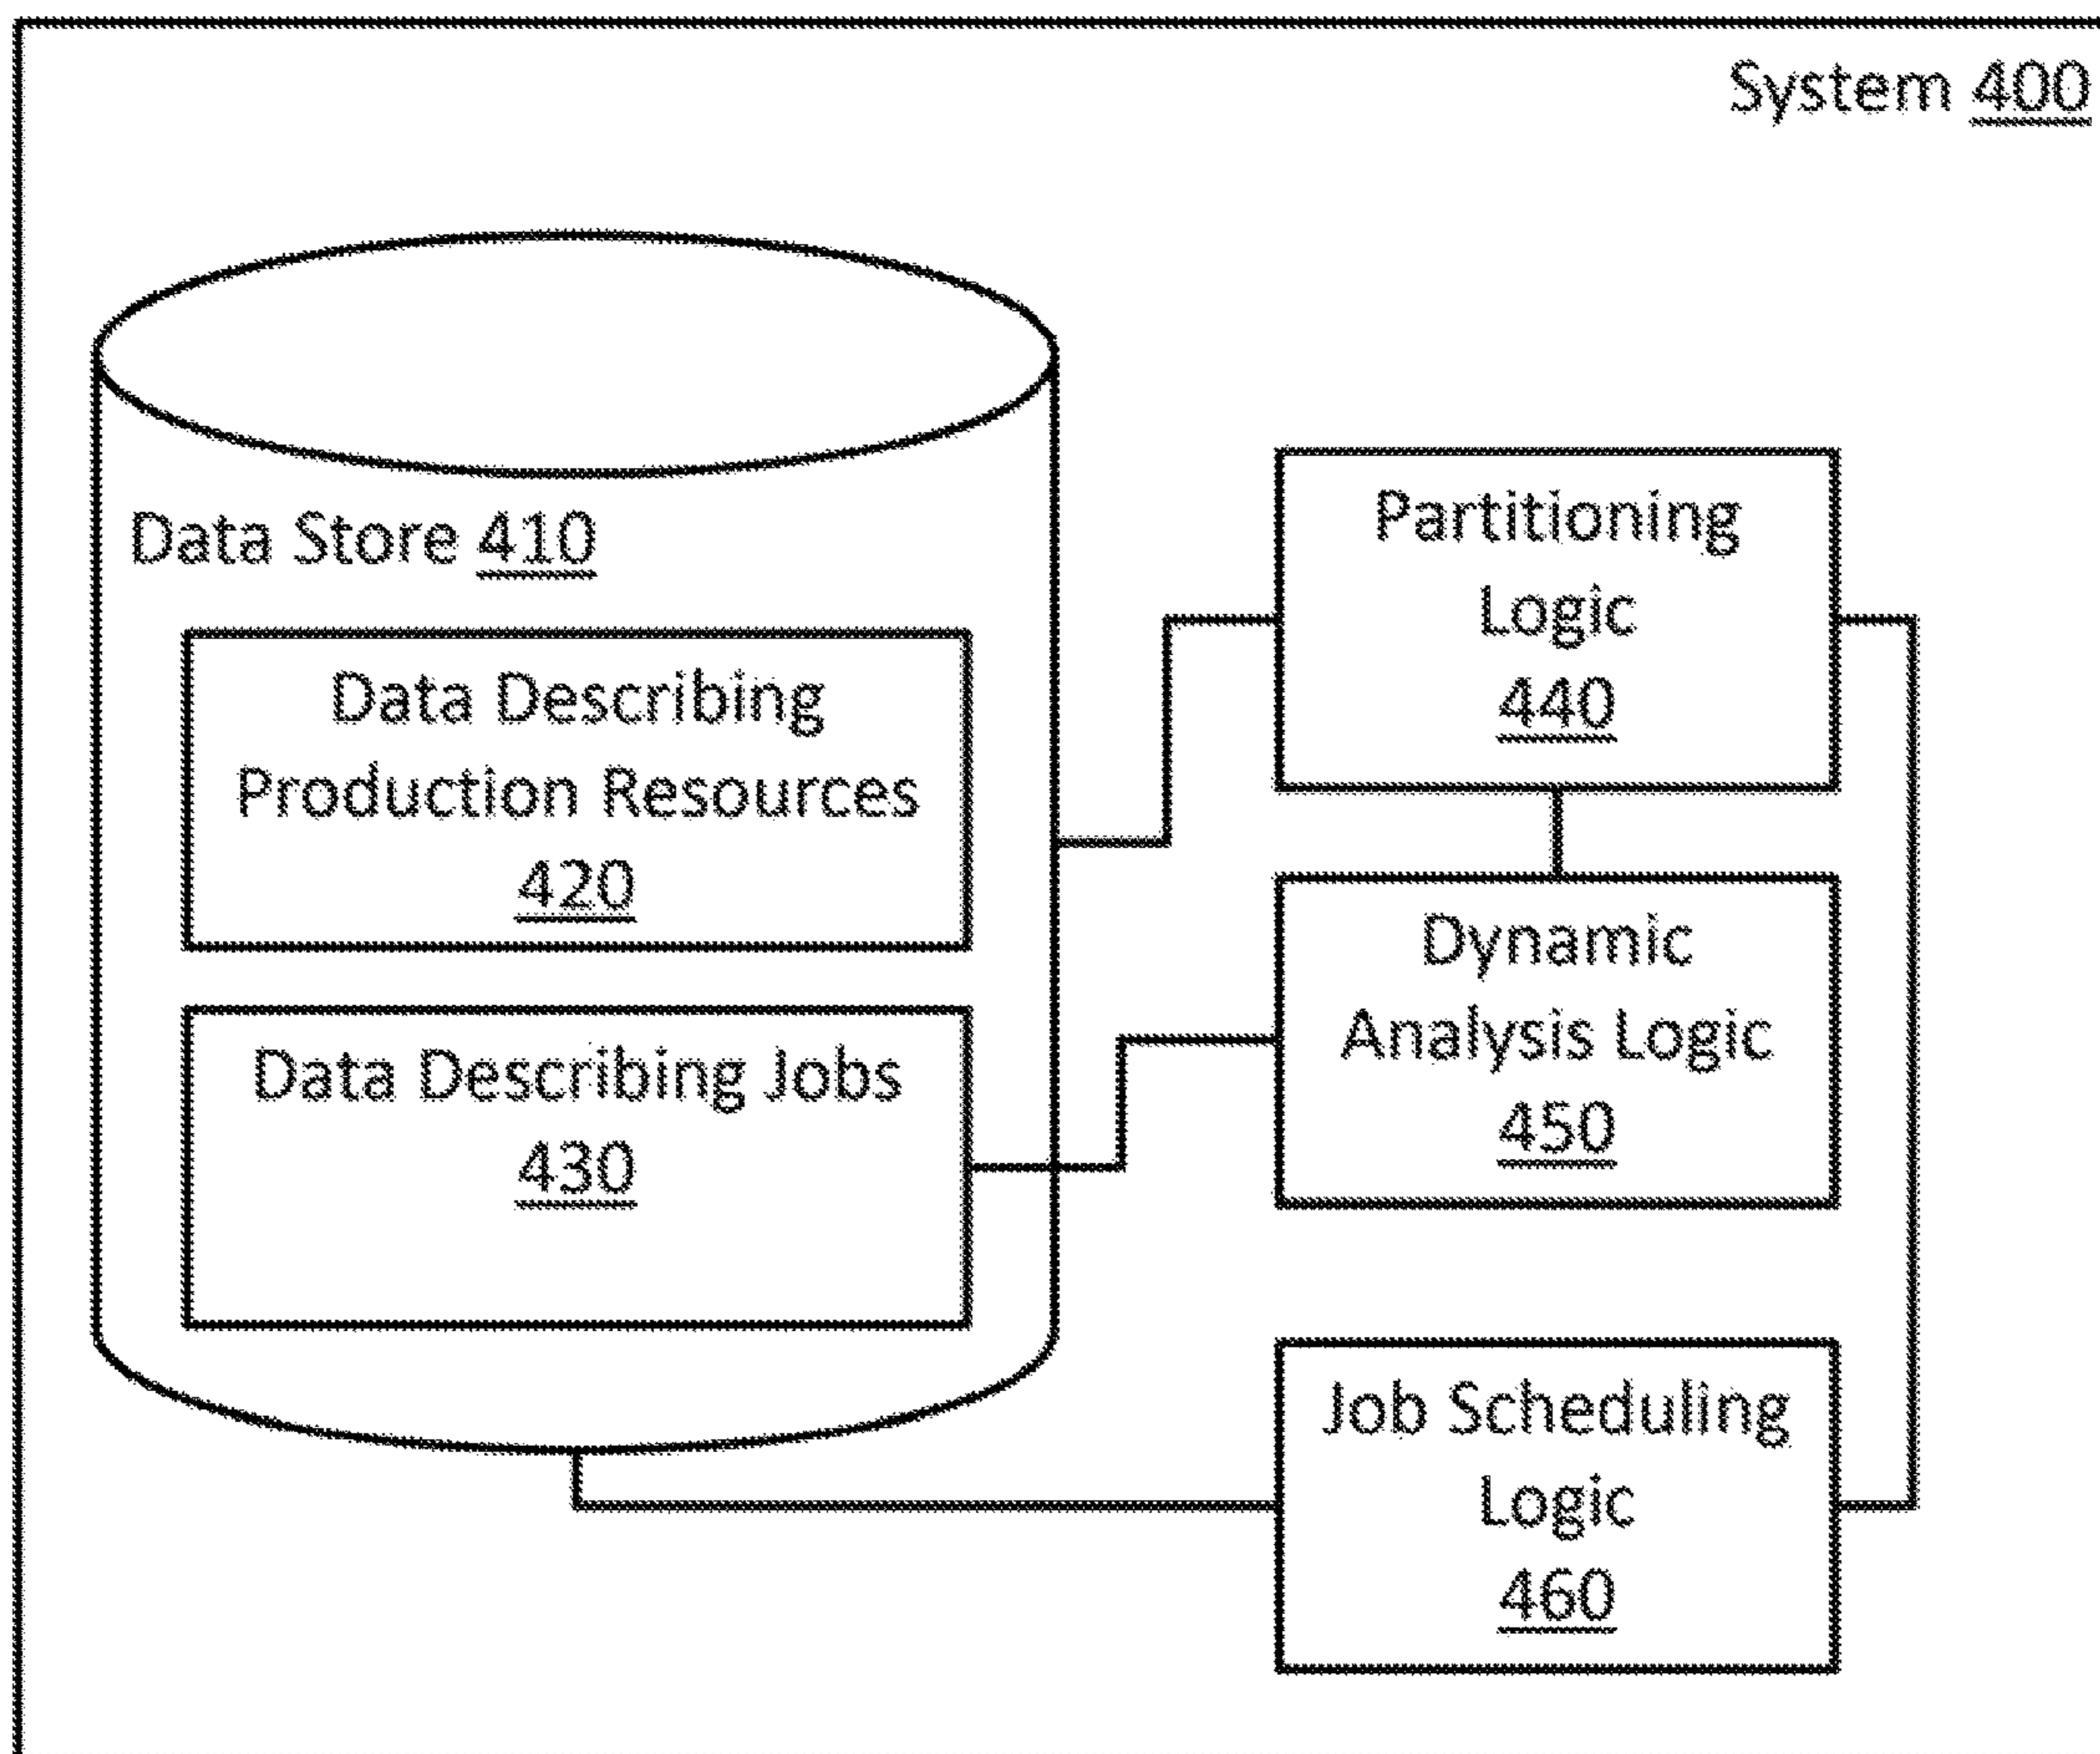 System 400
Data Store 410
Data Describing
Production Resources
420
Data Describing Jobs
430
Partitioning
Logic
440
Dynamic
Analysis Logic
450
Job Scheduling
Logic
460